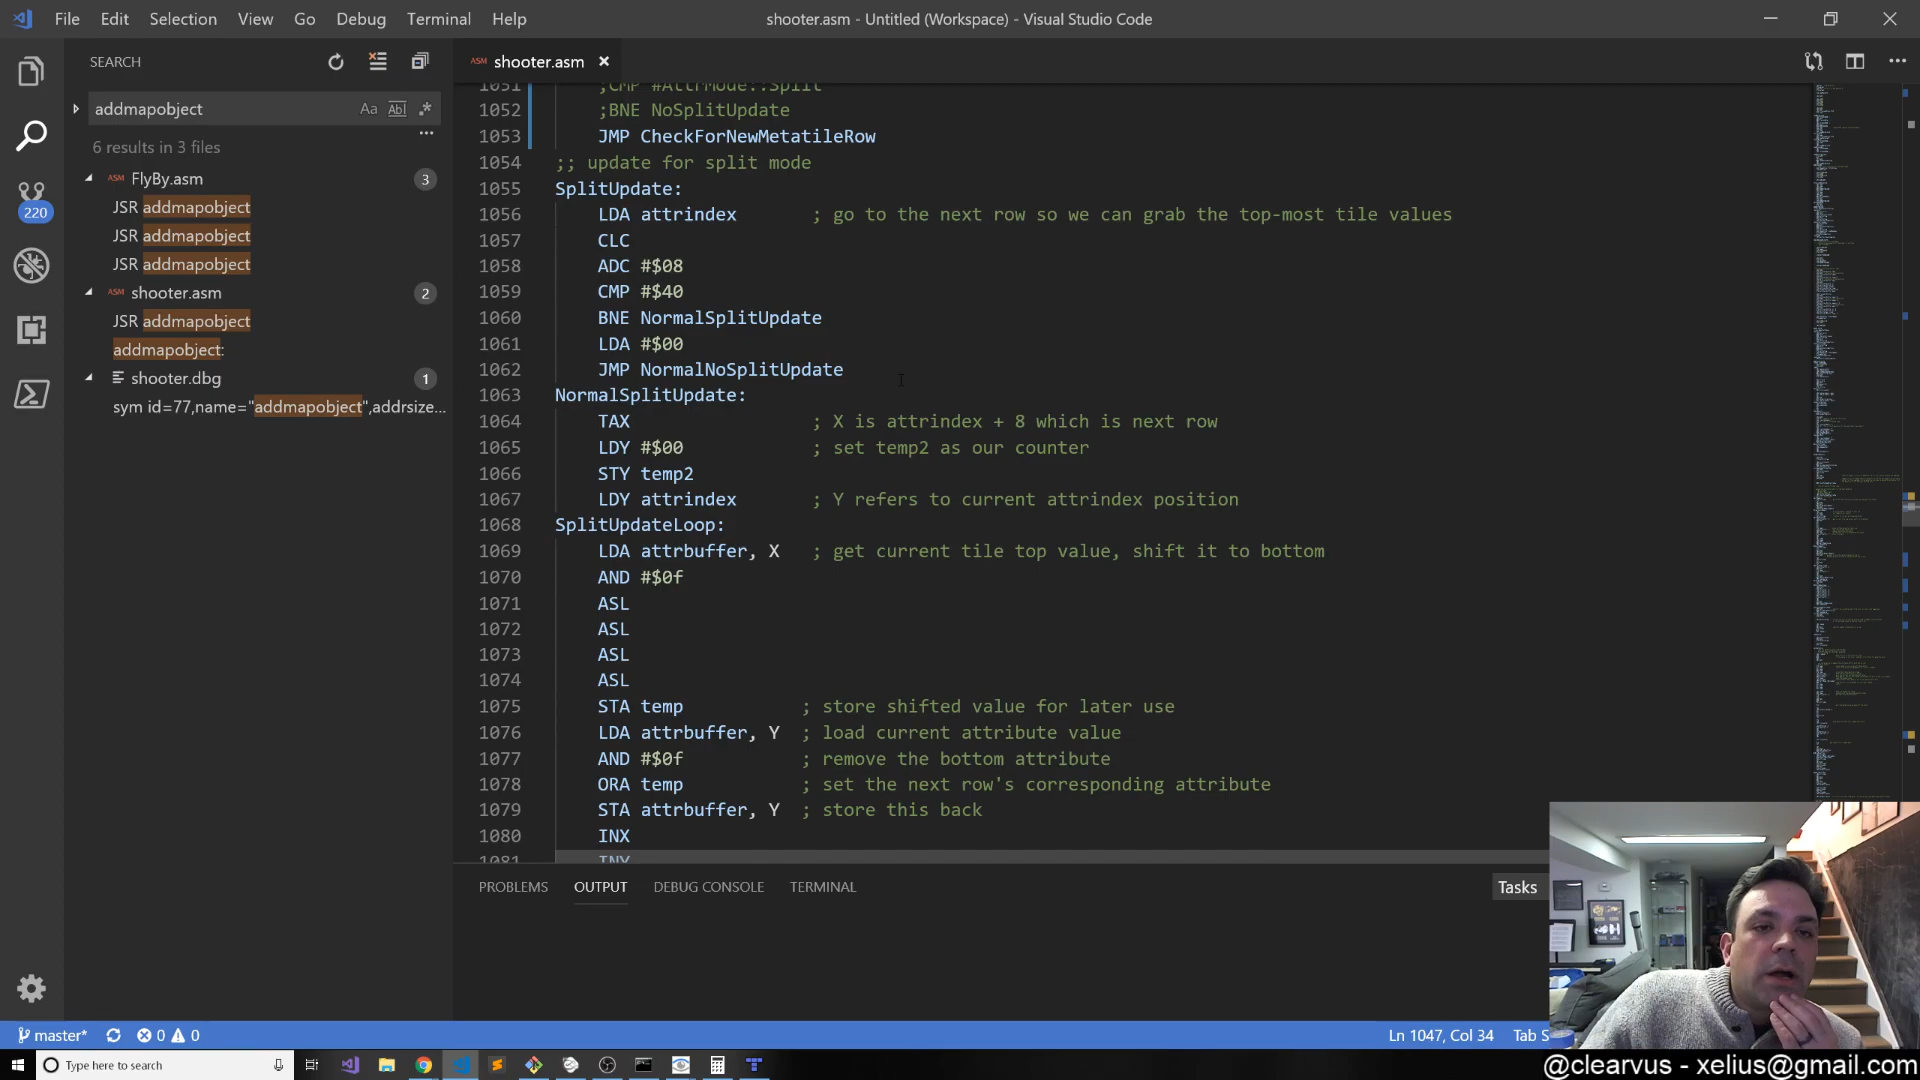 File Edit Selection View Go Debug Terminal Help
shooter.asm - Untitled (Workspace) - Visual Studio Code
SEARCH
addmapobject
Aa Abl .*
6 results in 3 files
ASM FlyBy.asm 3
JSR addmapobject
JSR addmapobject
JSR addmapobject
ASM shooter.asm 2
JSR addmapobject
addmapobject:
shooter.dbg 1
sym id=77,name="addmapobject",addrsize...
220
ASM shooter.asm
1051 ;CMP #AttrMode::Split
1052 ;BNE NoSplitUpdate
1053 JMP CheckForNewMetatileRow
1054 ;; update for split mode
1055 SplitUpdate:
1056 LDA attrindex ; go to the next row so we can grab the top-most tile values
1057 CLC
1058 ADC #$08
1059 CMP #$40
1060 BNE NormalSplitUpdate
1061 LDA #$00
1062 JMP NormalNoSplitUpdate
1063 NormalSplitUpdate:
1064 TAX ; X is attrindex + 8 which is next row
1065 LDY #$00 ; set temp2 as our counter
1066 STY temp2
1067 LDY attrindex ; Y refers to current attrindex position
1068 SplitUpdateLoop:
1069 LDA attrbuffer, X ; get current tile top value, shift it to bottom
1070 AND #$0f
1071 ASL
1072 ASL
1073 ASL
1074 ASL
1075 STA temp ; store shifted value for later use
1076 LDA attrbuffer, Y ; load current attribute value
1077 AND #$0f ; remove the bottom attribute
1078 ORA temp ; set the next row's corresponding attribute
1079 STA attrbuffer, Y ; store this back
1080 INX
1081 INY
PROBLEMS OUTPUT DEBUG CONSOLE TERMINAL
Tasks
master* 0 0
Ln 1047, Col 34 Tab S
Type here to search
@clearvus - xelius@gmail.com